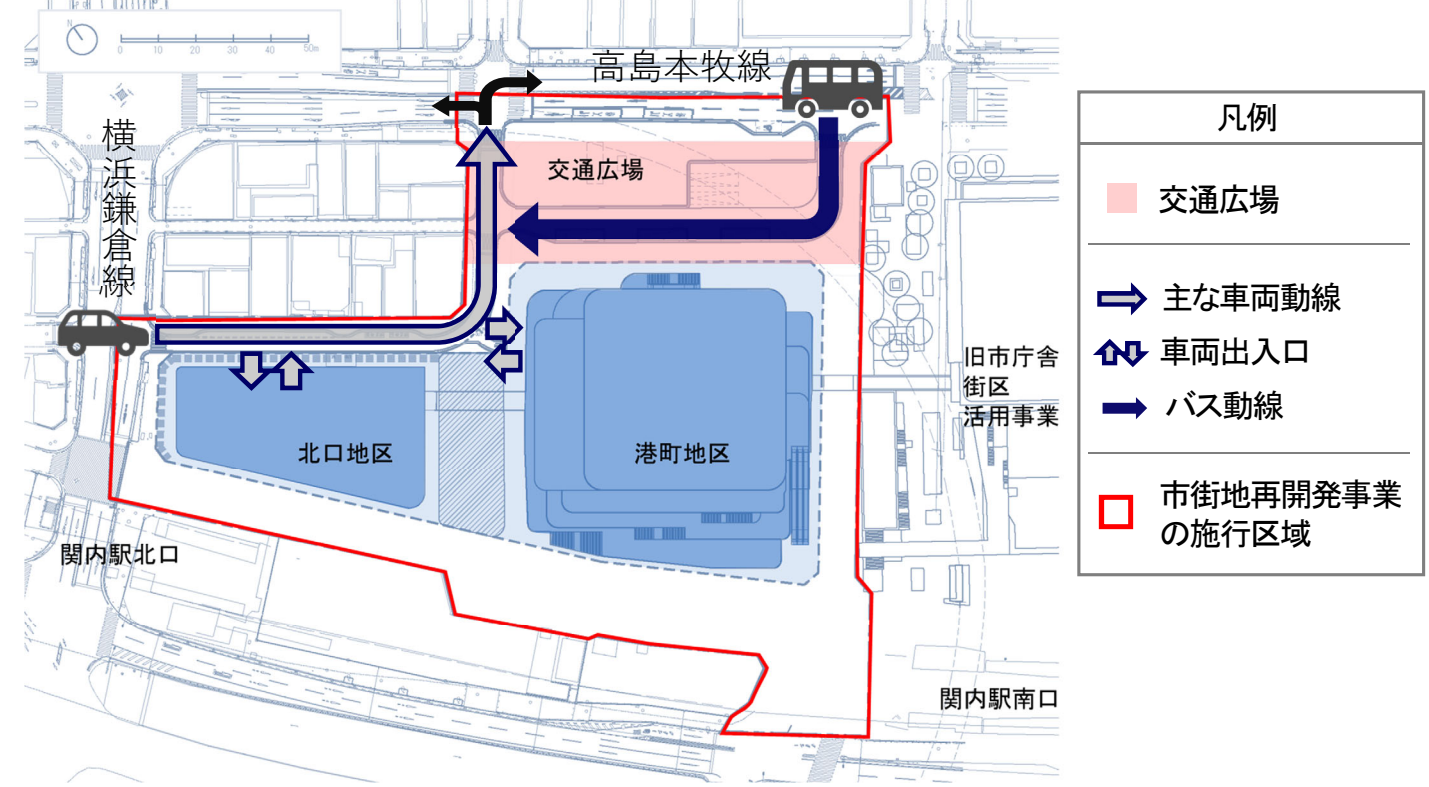 N
0 10 20 30 40 50m
高島本牧線
横浜鎌倉線
交通広場
北口地区
港町地区
旧市庁舎
街区
活用事業
関内駅北口
関内駅南口
凡例
交通広場
主な車両動線
車両出入口
バス動線
市街地再開発事業
の施行区域